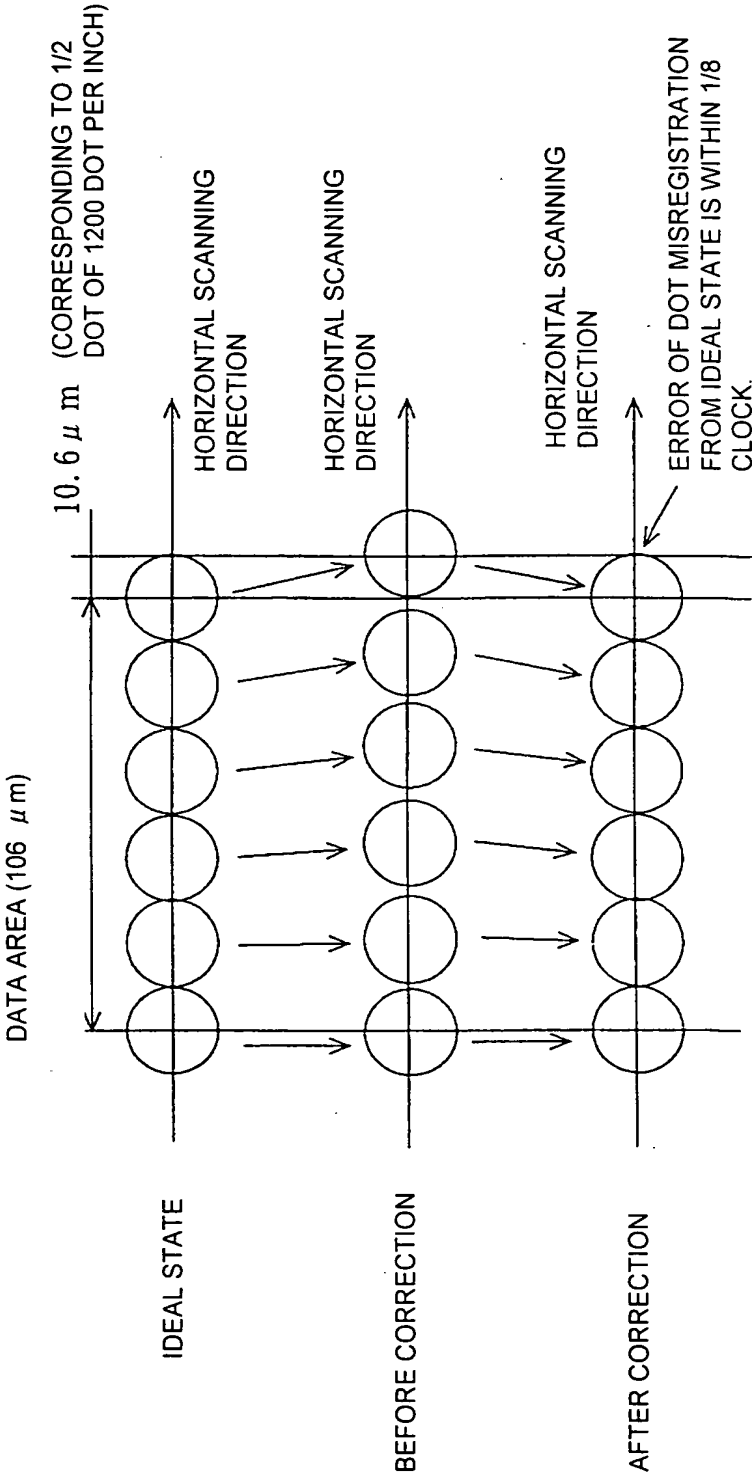 DATA AREA (106 μm)
10. 6 μ m (CORRESPONDING TO 1/2
DOT OF 1200 DOT PER INCH)
IDEAL STATE
HORIZONTAL SCANNING
DIRECTION
BEFORE CORRECTION
HORIZONTAL SCANNING
DIRECTION
AFTER CORRECTION
HORIZONTAL SCANNING
DIRECTION
ERROR OF DOT MISREGISTRATION
FROM IDEAL STATE IS WITHIN 1/8
CLOCK.